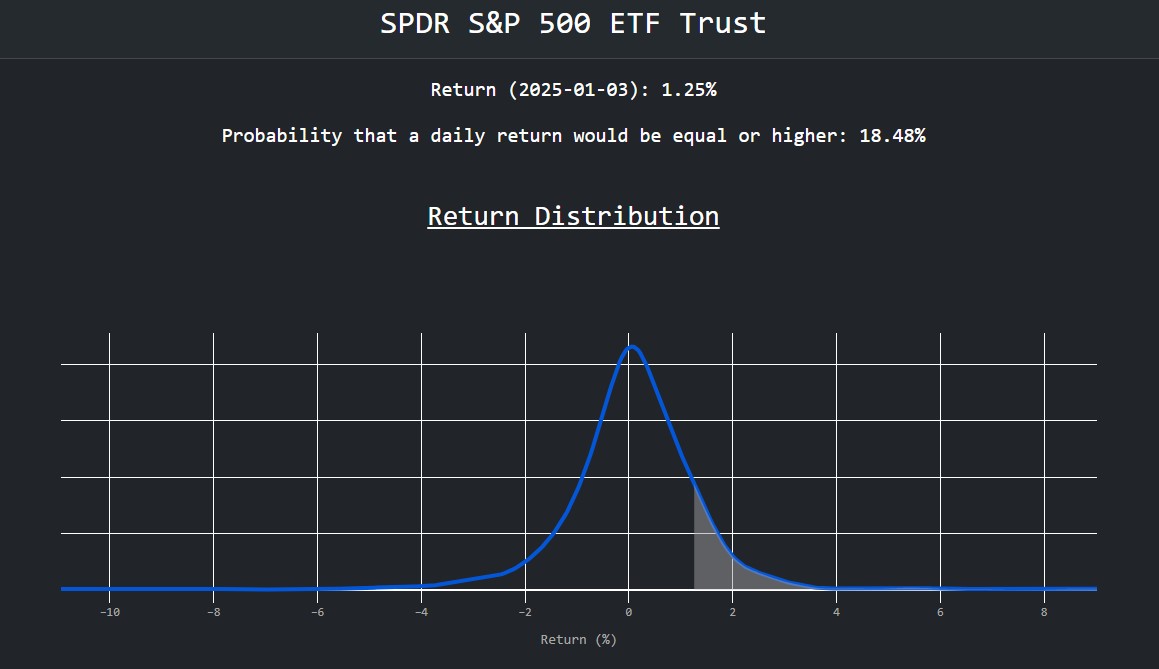 SPDR S&P 500 ETF Trust
Return (2025-01-03): 1.25%
Probability that a daily return would be equal or higher: 18.48%
Return Distribution
−10 −8 −6 −4 −2 0 2 4 6 8
Return (%)